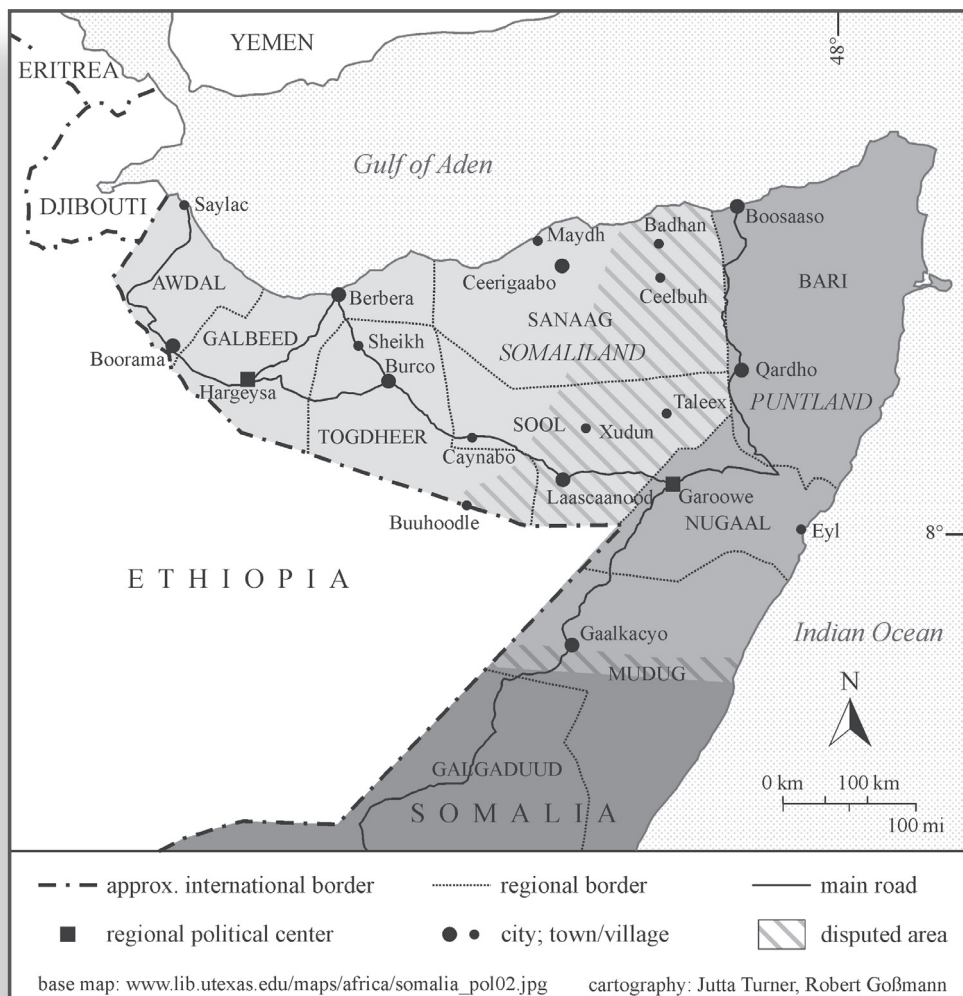 YEMEN
48°
ERITREA
Gulf of Aden
DJIBOUTI
Saylac
Maydh
Badhan
Boosaaso
Ceerigaabo
Ceelbuh
BARI
AWDAL
Berbera
SANAAG
GALBEED
Sheikh
SOMALILAND
Boorama
Burco
Qardho
Hargeysa
PUNTLAND
Taleex
TOGDHEER
SOOL
Xudun
Caynabo
Laascaanood
Garoowe
Buuhoodle
NUGAAL
Eyl
8°
ETHIOPIA
Gaalkacyo
Indian Ocean
MUDUG
N
GALGADUUD
0 km 100 km
SOMALIA
100 mi
approx. international border
regional border
main road
regional political center
city; town/village
disputed area
base map: www.lib.utexas.edu/maps/africa/somalia_pol02.jpg
cartography: Jutta Turner, Robert Goßmann